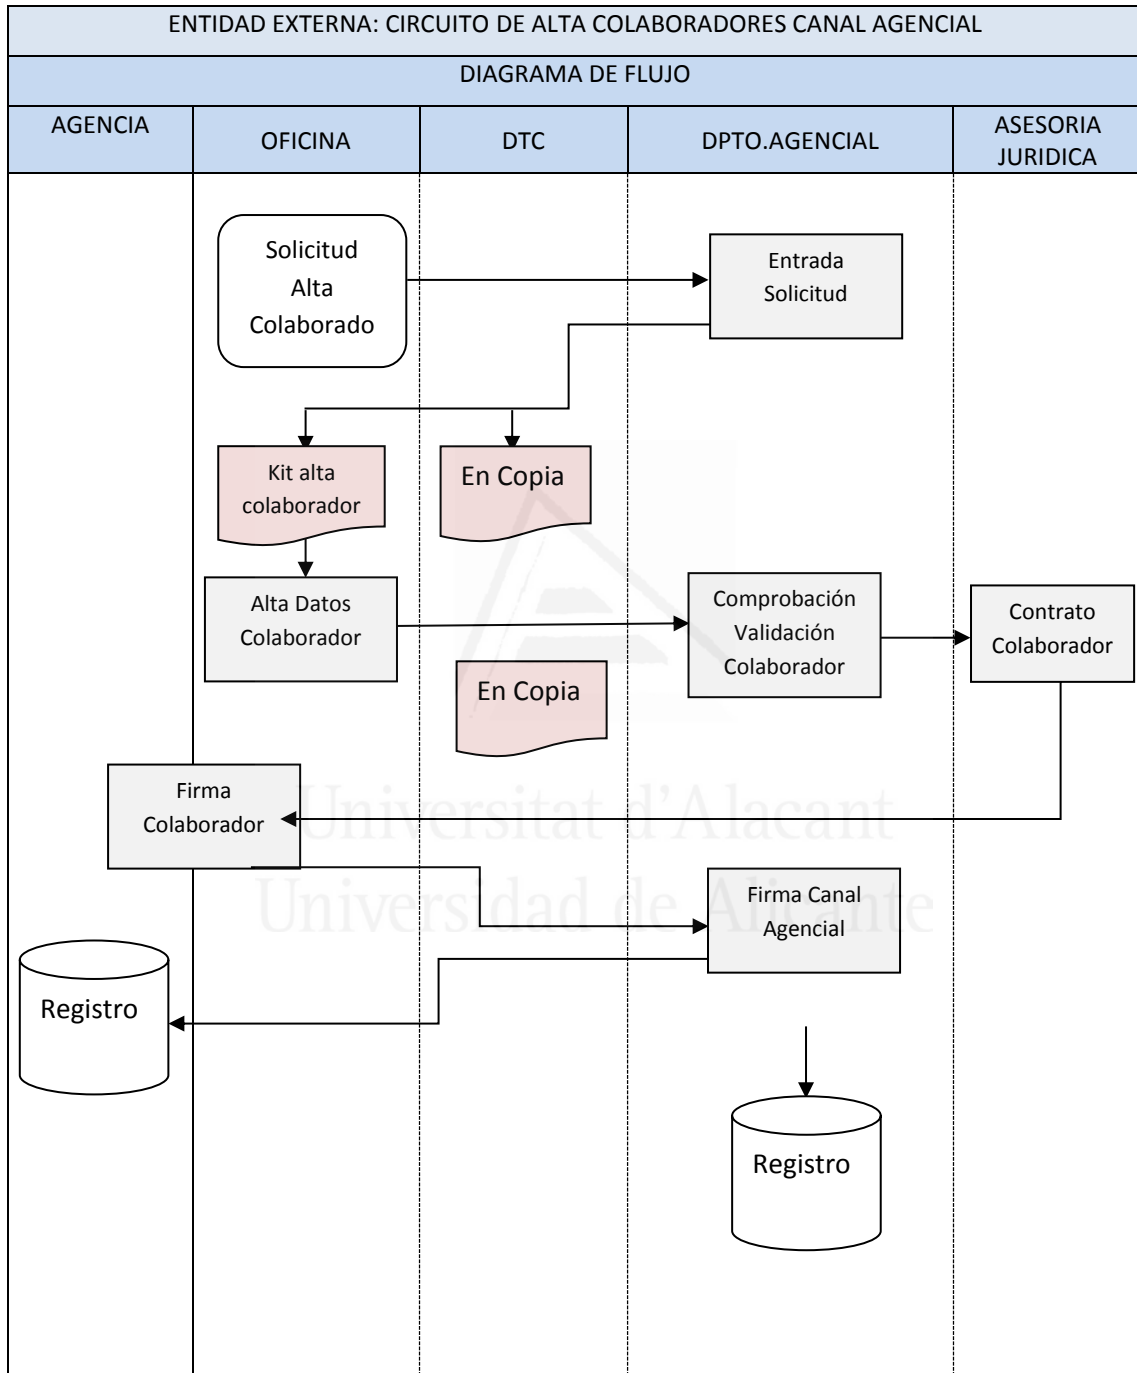 ENTIDAD EXTERNA: CIRCUITO DE ALTA COLABORADORES CANAL AGENCIAL
DIAGRAMA DE FLUJO
AGENCIA
OFICINA
DTC
DPTO.AGENCIAL
ASESORIA
JURIDICA
Solicitud
Alta
Colaborado
Entrada
Solicitud
Kit alta
colaborador
En Copia
Alta Datos
Colaborador
Comprobación
Validación
Colaborador
Contrato
Colaborador
En Copia
Firma
Colaborador
Universitat d'Alacant
Universidad de Alicante
Firma Canal
Agencial
Registro
Registro